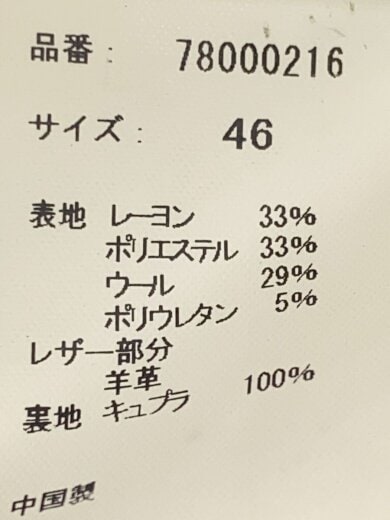 品番: 78000216
サイズ: 46
表地 レーヨン 33%
ポリエステル 33%
ウール 29%
ポリウレタン 5%
レザー部分
羊革
裏地 キュプラ 100%
中国製